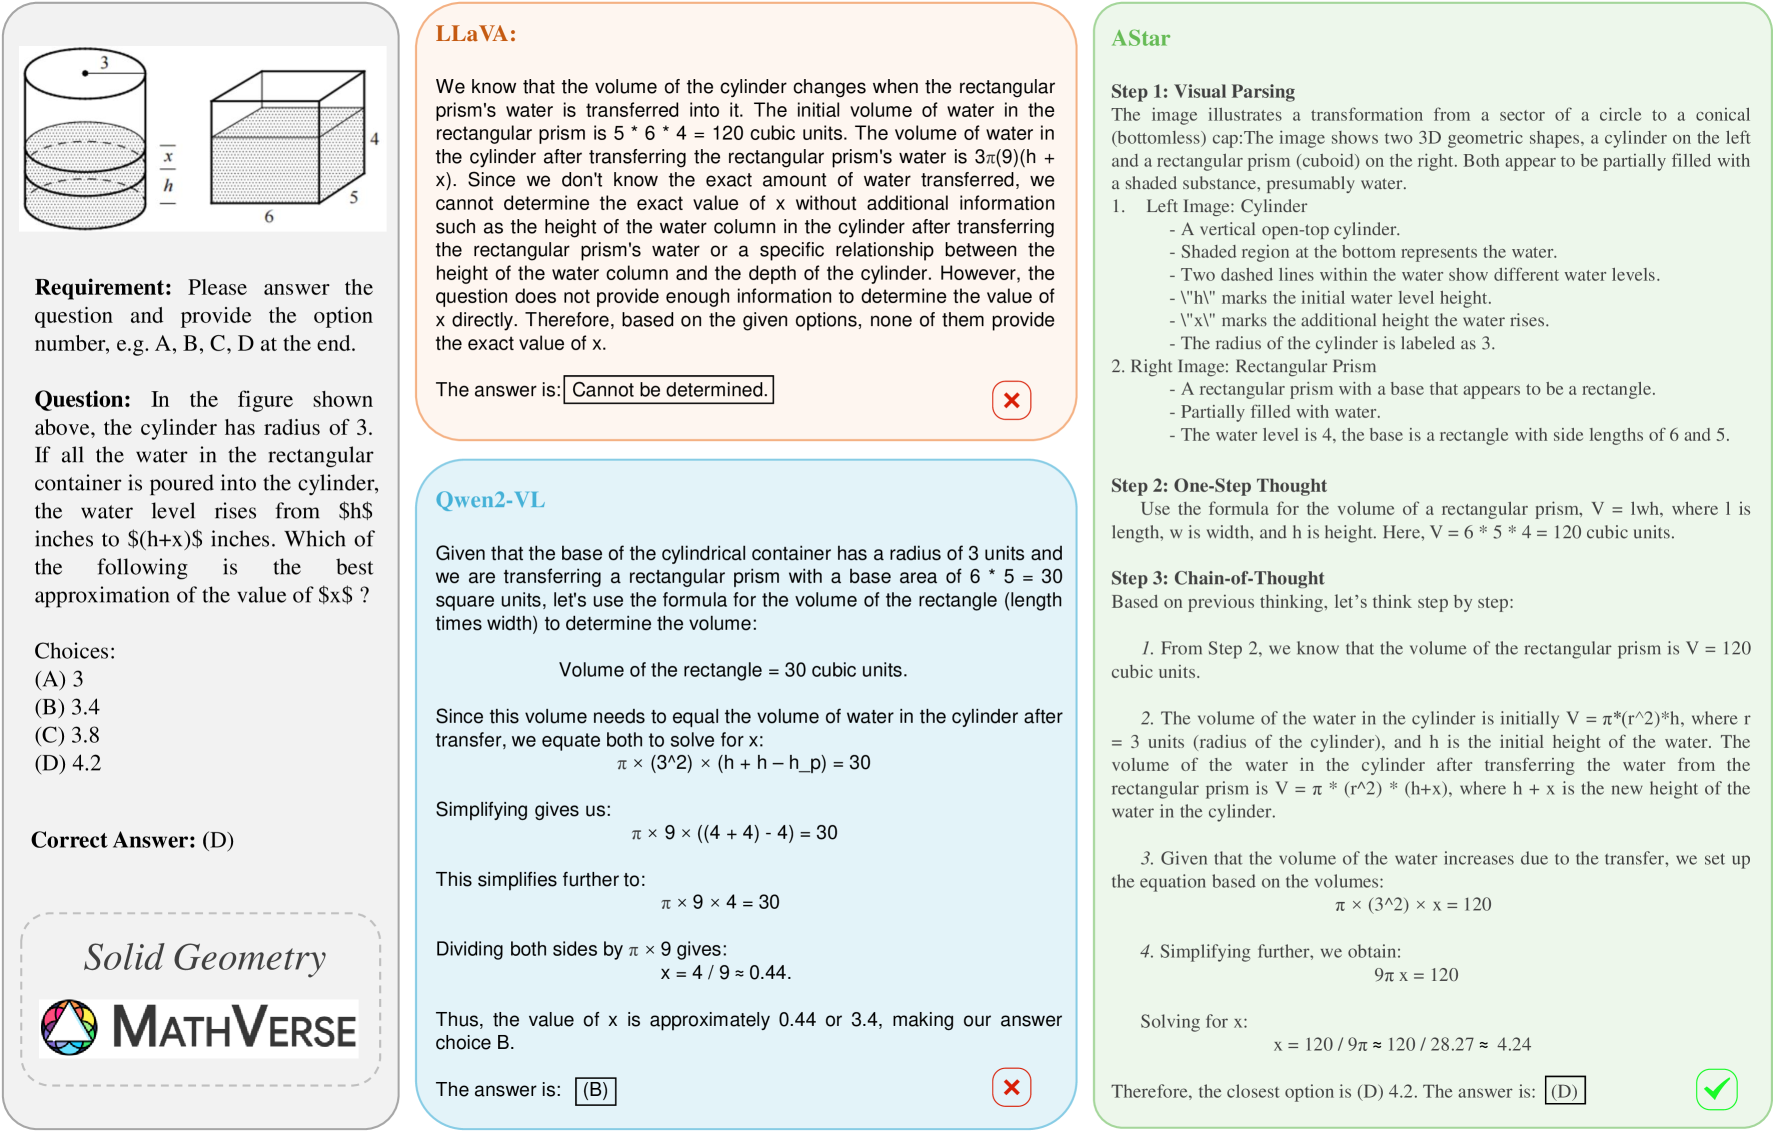 3
x
h
4
5
6
Requirement: Please answer the
question and provide the option
number, e.g. A, B, C, D at the end.
Question: In the figure shown
above, the cylinder has radius of 3.
If all the water in the rectangular
container is poured into the cylinder,
the water level rises from $h$
inches to $(h+x)$ inches. Which of
the following is the best
approximation of the value of $x$ ?
Choices:
(A) 3
(B) 3.4
(C) 3.8
(D) 4.2
Correct Answer: (D)
Solid Geometry
MATHVERSE
LLaVA:
We know that the volume of the cylinder changes when the rectangular
prism's water is transferred into it. The initial volume of water in the
rectangular prism is 5 * 6 * 4 = 120 cubic units. The volume of water in
the cylinder after transferring the rectangular prism's water is 3π(9)(h +
x). Since we don't know the exact amount of water transferred, we
cannot determine the exact value of x without additional information
such as the height of the water column in the cylinder after transferring
the rectangular prism's water or a specific relationship between the
height of the water column and the depth of the cylinder. However, the
question does not provide enough information to determine the value of
x directly. Therefore, based on the given options, none of them provide
the exact value of x.
The answer is: Cannot be determined.
Qwen2-VL
Given that the base of the cylindrical container has a radius of 3 units and
we are transferring a rectangular prism with a base area of 6 * 5 = 30
square units, let's use the formula for the volume of the rectangle (length
times width) to determine the volume:
Volume of the rectangle = 30 cubic units.
Since this volume needs to equal the volume of water in the cylinder after
transfer, we equate both to solve for x:
π × (3^2) × (h + h – h_p) = 30
Simplifying gives us:
π × 9 × ((4 + 4) - 4) = 30
This simplifies further to:
π × 9 × 4 = 30
Dividing both sides by π × 9 gives:
x = 4 / 9 ≈ 0.44.
Thus, the value of x is approximately 0.44 or 3.4, making our answer
choice B.
The answer is: (B)
AStar
Step 1: Visual Parsing
The image illustrates a transformation from a sector of a circle to a conical
(bottomless) cap:The image shows two 3D geometric shapes, a cylinder on the left
and a rectangular prism (cuboid) on the right. Both appear to be partially filled with
a shaded substance, presumably water.
1. Left Image: Cylinder
- A vertical open-top cylinder.
- Shaded region at the bottom represents the water.
- Two dashed lines within the water show different water levels.
- \"h\" marks the initial water level height.
- \"x\" marks the additional height the water rises.
- The radius of the cylinder is labeled as 3.
2. Right Image: Rectangular Prism
- A rectangular prism with a base that appears to be a rectangle.
- Partially filled with water.
- The water level is 4, the base is a rectangle with side lengths of 6 and 5.
Step 2: One-Step Thought
Use the formula for the volume of a rectangular prism, V = lwh, where l is
length, w is width, and h is height. Here, V = 6 * 5 * 4 = 120 cubic units.
Step 3: Chain-of-Thought
Based on previous thinking, let's think step by step:
1. From Step 2, we know that the volume of the rectangular prism is V = 120
cubic units.
2. The volume of the water in the cylinder is initially V = π*(r^2)*h, where r
= 3 units (radius of the cylinder), and h is the initial height of the water. The
volume of the water in the cylinder after transferring the water from the
rectangular prism is V = π * (r^2) * (h+x), where h + x is the new height of the
water in the cylinder.
3. Given that the volume of the water increases due to the transfer, we set up
the equation based on the volumes:
π × (3^2) × x = 120
4. Simplifying further, we obtain:
9π x = 120
Solving for x:
x = 120 / 9π ≈ 120 / 28.27 ≈ 4.24
Therefore, the closest option is (D) 4.2. The answer is: (D)